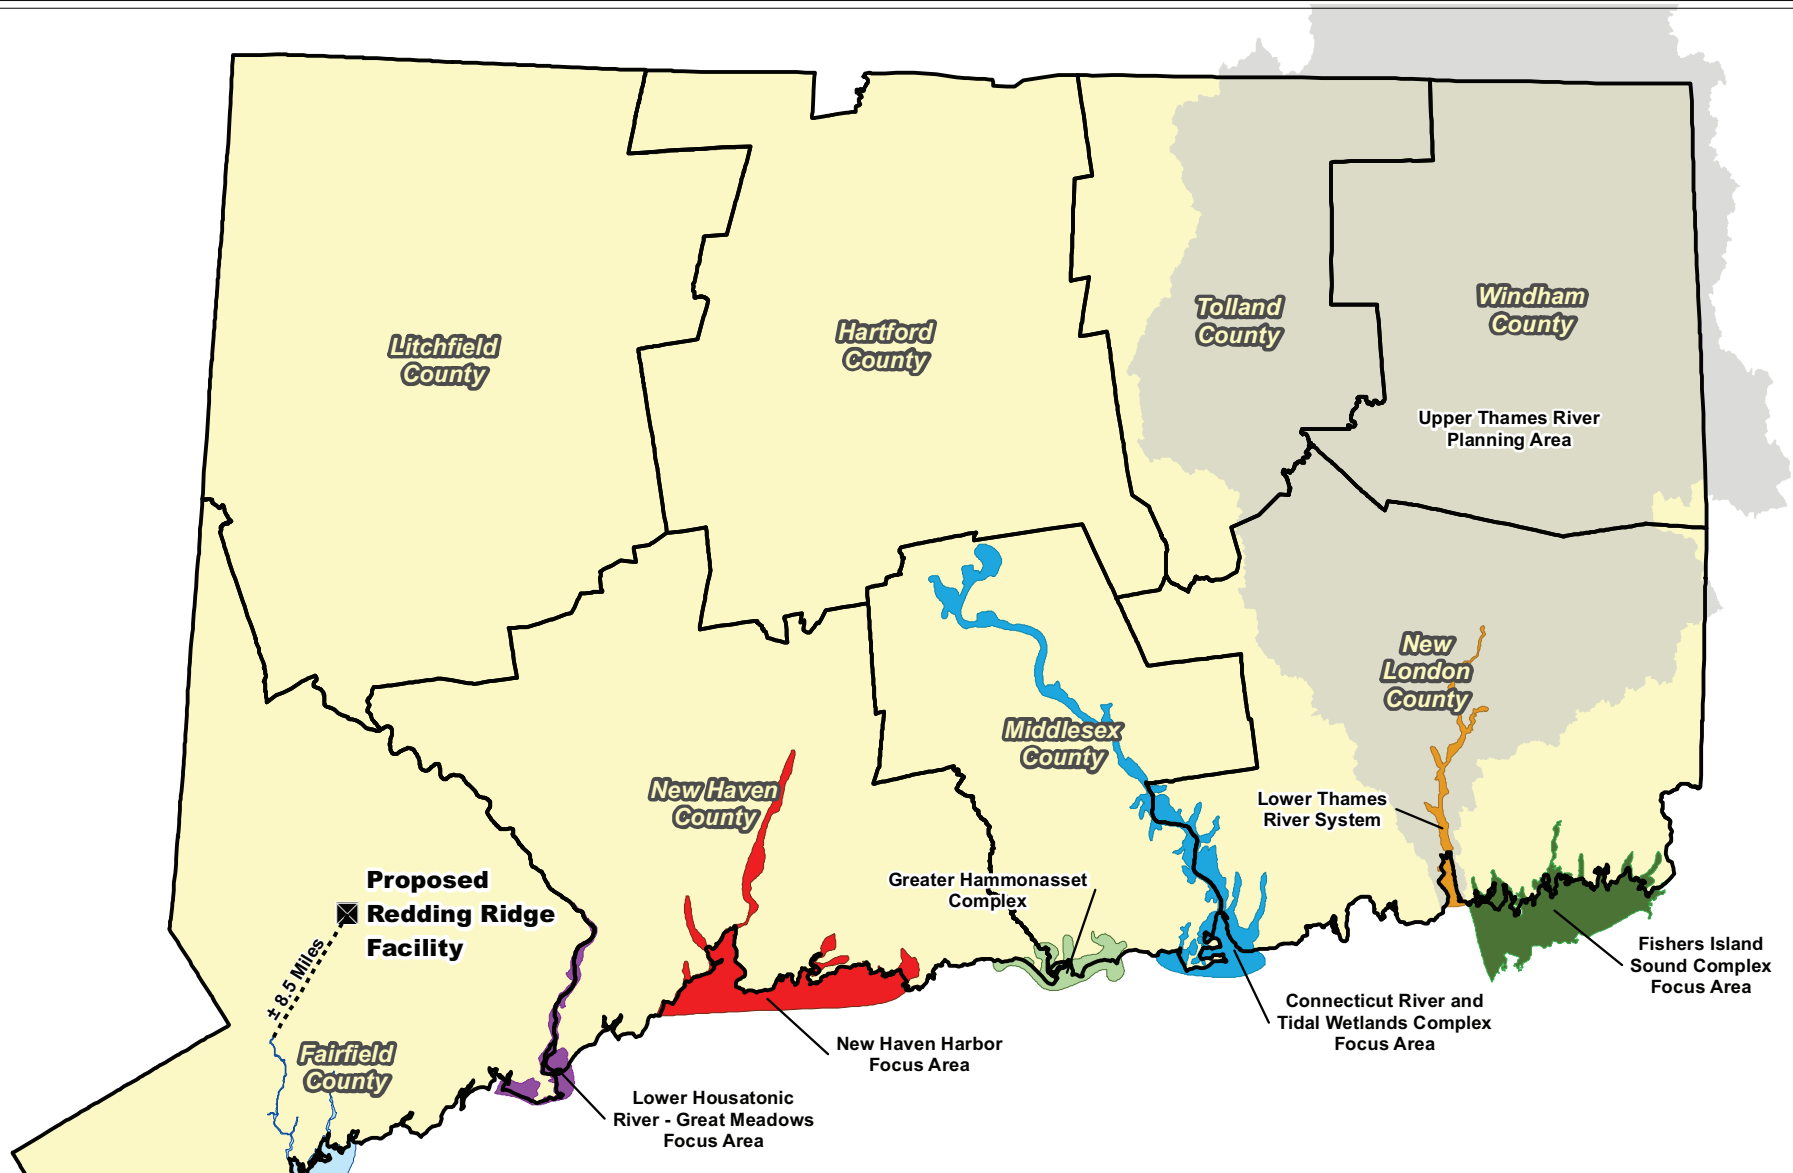 Litchfield
County
Hartford
County
Tolland
County
Windham
County
Upper Thames River
Planning Area
New
London
County
Middlesex
County
New Haven
County
Lower Thames
River System
Greater Hammonasset
Complex
Proposed
Redding Ridge
Facility
± 8.5 Miles
Fairfield
County
Fishers Island
Sound Complex
Focus Area
Connecticut River and
Tidal Wetlands Complex
Focus Area
New Haven Harbor
Focus Area
Lower Housatonic
River - Great Meadows
Focus Area